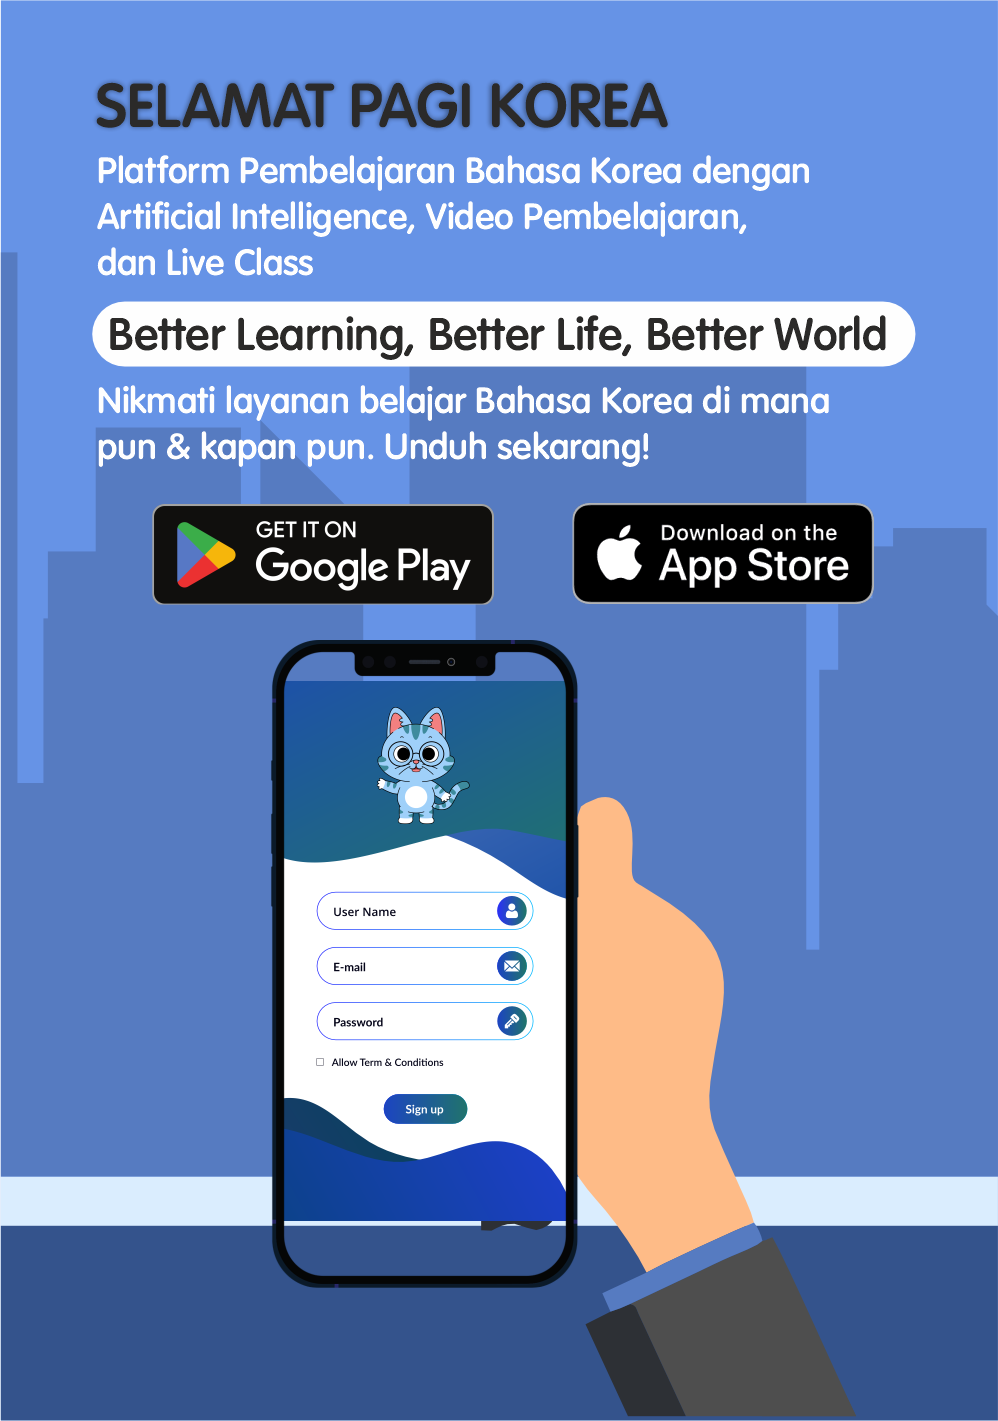 SELAMAT PAGI KOREA
Platform Pembelajaran Bahasa Korea dengan
Artificial Intelligence, Video Pembelajaran,
dan Live Class
Better Learning, Better Life, Better World
Nikmati layanan belajar Bahasa Korea di mana
pun & kapan pun. Unduh sekarang!
GET IT ON
Google Play
Download on the
App Store
User Name
E-mail
Password
Allow Term & Conditions
Sign up